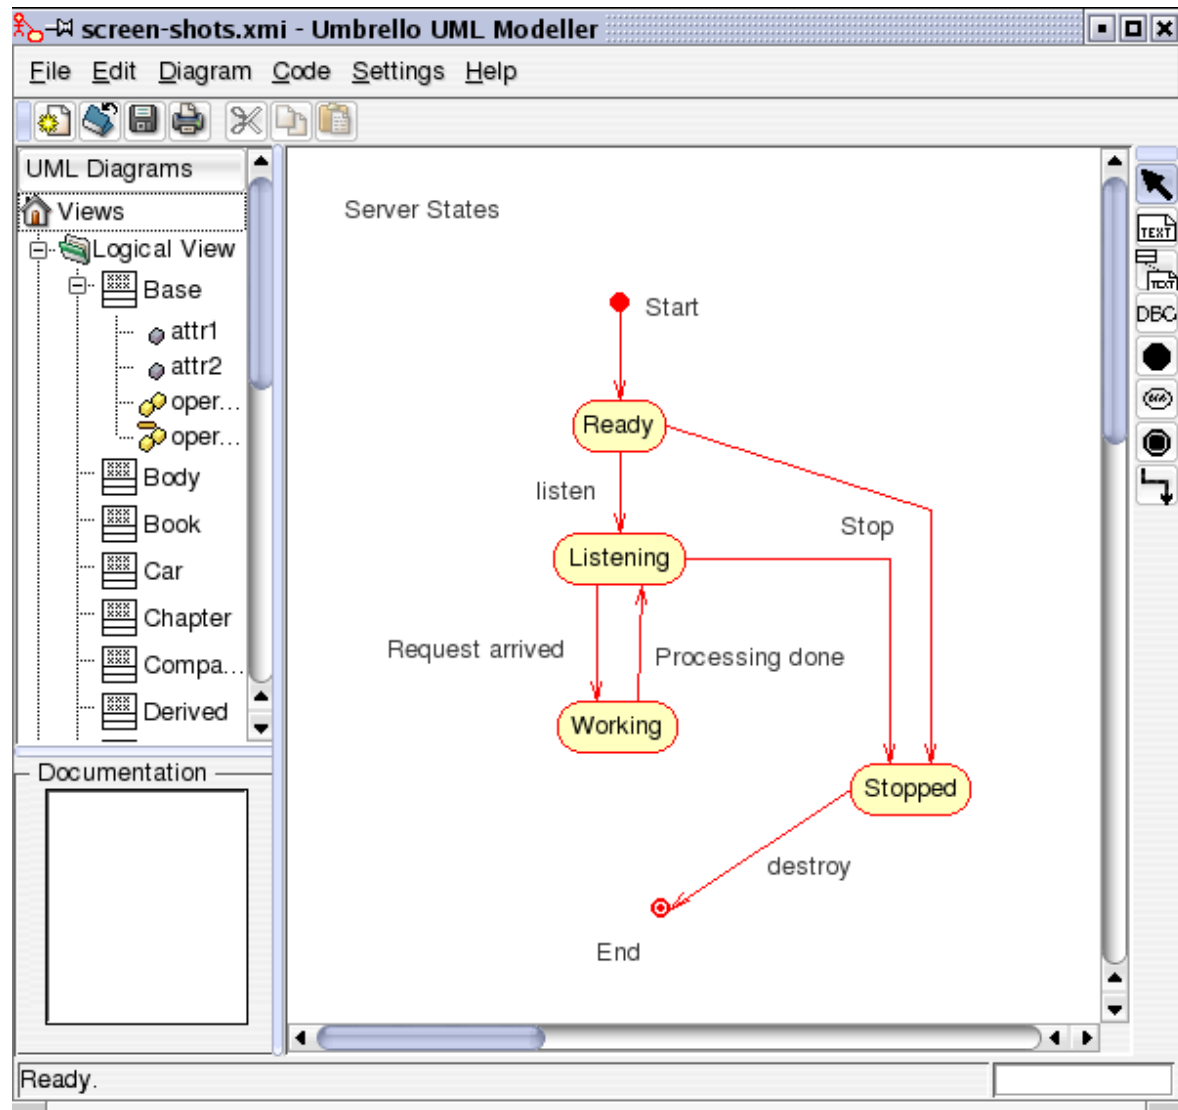 screen-shots.xmi - Umbrello UML Modeller
File Edit Diagram Code Settings Help
UML Diagrams
Views
Logical View
Base
attr1
attr2
oper...
oper...
Body
Book
Car
Chapter
Compa...
Derived
Documentation
Server States
Start
Ready
listen
Stop
Listening
Request arrived
Processing done
Working
Stopped
destroy
End
TEXT
TEXT
DBC
Ready.